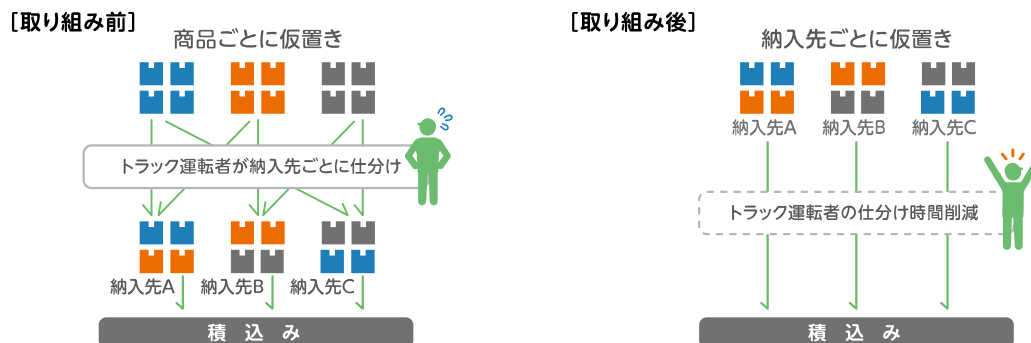 [取り組み前]
商品ごとに仮置き
トラック運転者が納入先ごとに仕分け
納入先A
納入先B
納入先C
積込み
[取り組み後]
納入先ごとに仮置き
納入先A
納入先B
納入先C
トラック運転者の仕分け時間削減
積込み